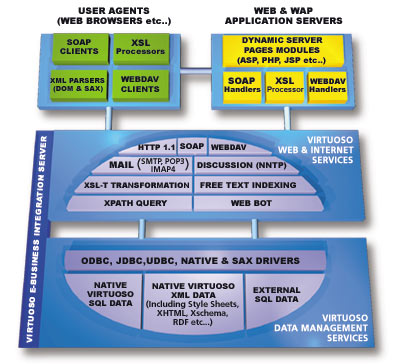 USER AGENTS
(WEB BROWSERS etc..)
WEB & WAP
APPLICATION SERVERS
SOAP
CLIENTS
XSL
Processors
XML PARSERS
(DOM & SAX)
WEBDAV
CLIENTS
DYNAMIC SERVER
PAGES MODULES
(ASP, PHP, JSP etc...)
SOAP
Handlers
XSL
Processor
WEBDAV
Handlers
VIRTUOSO E-BUSINESS INTEGRATION SERVER
HTTP 1.1
SOAP
WEBDAV
MAIL (SMTP, POP3)
IMAP4
DISCUSSION (NNTP)
XSL-T TRANSFORMATION
FREE TEXT INDEXING
XPATH QUERY
WEB BOT
VIRTUOSO
WEB & INTERNET
SERVICES
ODBC, JDBC,UDBC, NATIVE & SAX DRIVERS
NATIVE
VIRTUOSO
SQL DATA
NATIVE VIRTUOSO
XML DATA
(Including Style Sheets,
XHTML, Xschema,
RDF etc...)
EXTERNAL
SQL DATA
VIRTUOSO
DATA MANAGEMENT
SERVICES